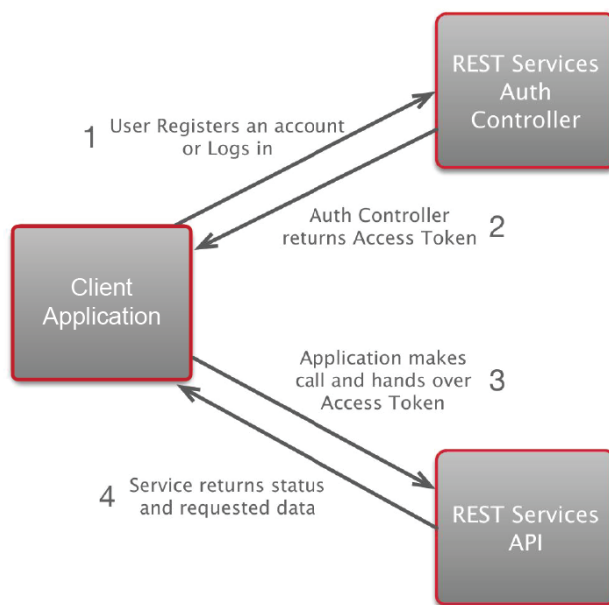 REST Services
Auth
Controller
1
User Registers an account
or Logs in
Auth Controller
returns Access Token
2
Client
Application
Application makes
call and hands over
Access Token
3
4
Service returns status
and requested data
REST Services
API